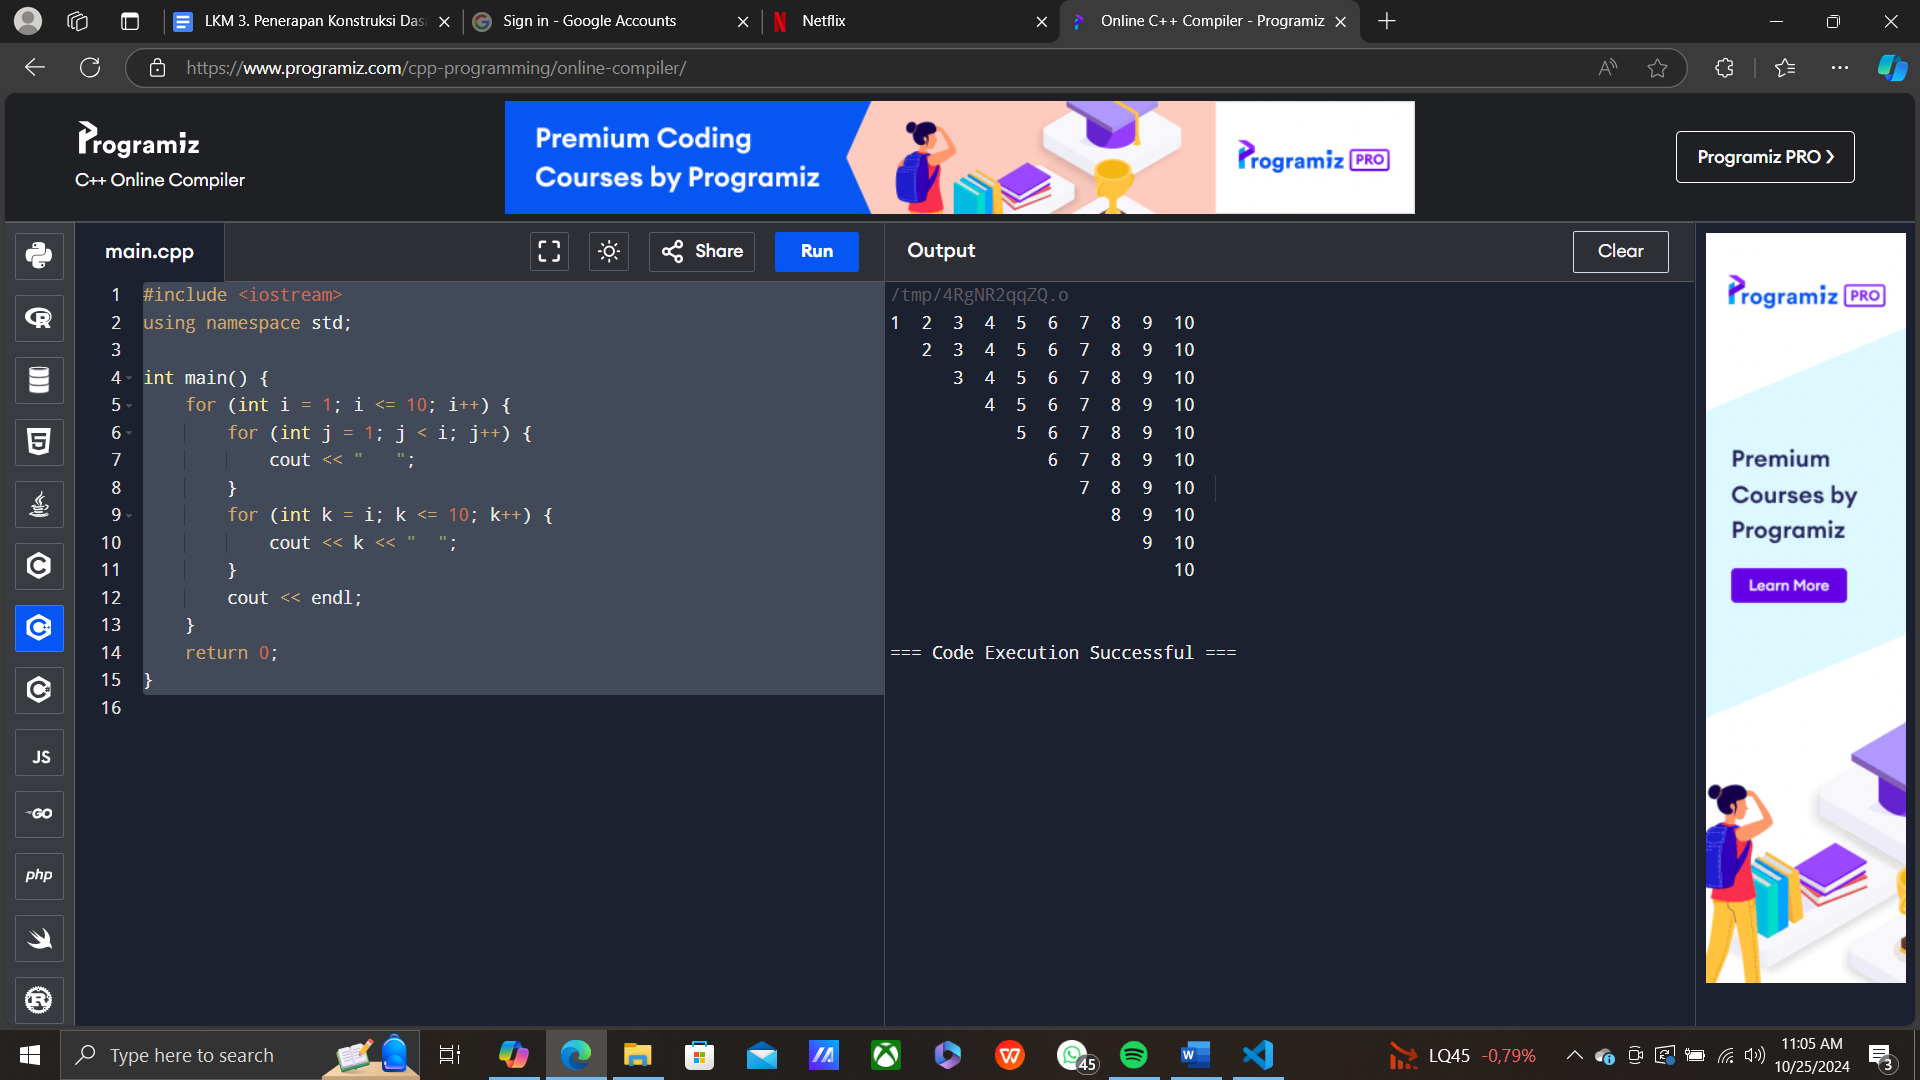 LKM 3. Penerapan Konstruksi Das
Sign in - Google Accounts
Netflix
Online C++ Compiler - Programiz
https://www.programiz.com/cpp-programming/online-compiler/
Programiz
C++ Online Compiler
Premium Coding
Courses by Programiz
Programiz PRO
Programiz PRO ❯
main.cpp
Share
Run
Output
Clear
1 #include <iostream>
2 using namespace std;
3
4 int main() {
5     for (int i = 1; i <= 10; i++) {
6         for (int j = 1; j < i; j++) {
7             cout << "   ";
8         }
9         for (int k = i; k <= 10; k++) {
10             cout << k << "  ";
11         }
12         cout << endl;
13     }
14     return 0;
15 }
16
/tmp/4RgNR2qqZQ.o
1  2  3  4  5  6  7  8  9  10
   2  3  4  5  6  7  8  9  10
      3  4  5  6  7  8  9  10
         4  5  6  7  8  9  10
            5  6  7  8  9  10
               6  7  8  9  10
                  7  8  9  10
                     8  9  10
                        9  10
                           10
=== Code Execution Successful ===
Programiz PRO
Premium
Courses by
Programiz
Learn More
JS
GO
php
Type here to search
45
LQ45 -0,79%
11:05 AM
10/25/2024
3